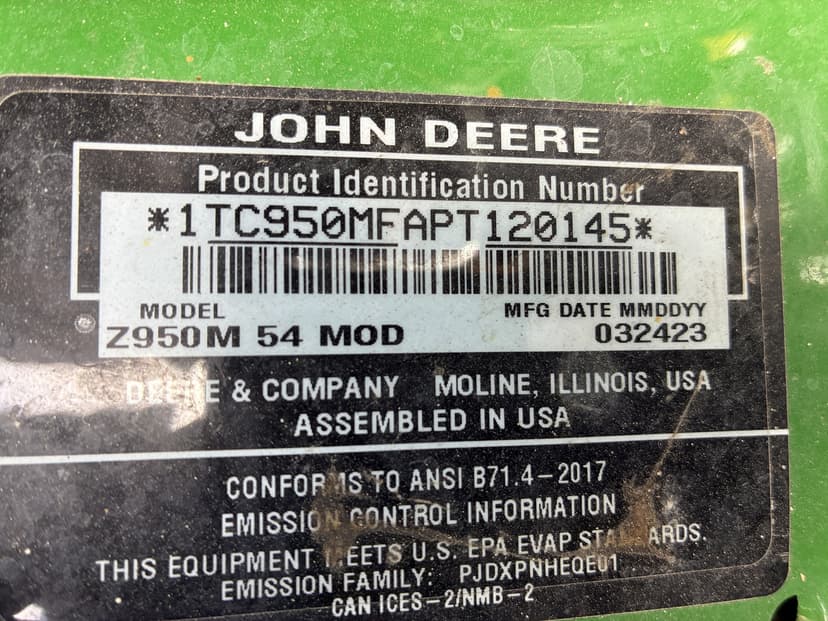 JOHN DEERE
Product Identification Number
*1TC950MFAPT120145*
MODEL MFG DATE MMDDYY
Z950M 54 MOD 032423
DEERE & COMPANY MOLINE, ILLINOIS, USA
ASSEMBLED IN USA
CONFORMS TO ANSI B71.4-2017
EMISSION CONTROL INFORMATION
THIS EQUIPMENT MEETS U.S. EPA EVAP STANDARDS.
EMISSION FAMILY: PJDXPNHEQE01
CAN ICES-2/NMB-2